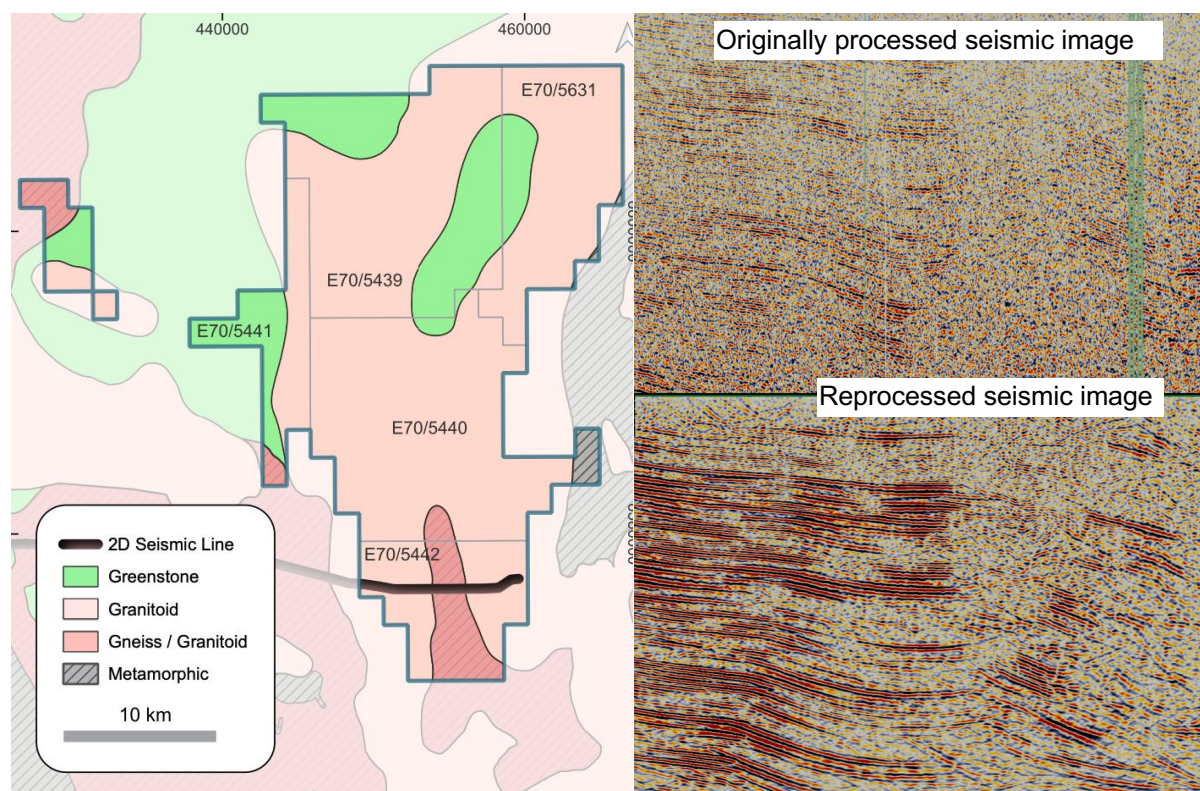 440000
460000
E70/5631
E70/5439
E70/5441
E70/5440
E70/5442
2D Seismic Line
Greenstone
Granitoid
Gneiss / Granitoid
Metamorphic
10 km
Originally processed seismic image
Reprocessed seismic image